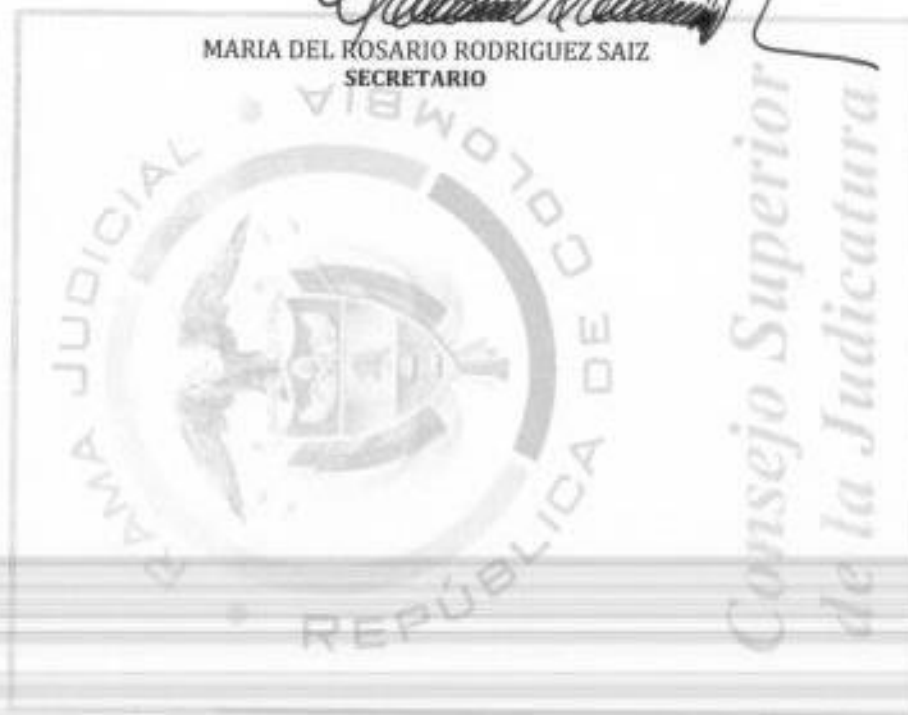 MARIA DEL ROSARIO RODRIGUEZ SAIZ
SECRETARIO
RAMA JUDICIAL
REPÚBLICA DE COLOMBIA
Consejo Superior
de la Judicatura